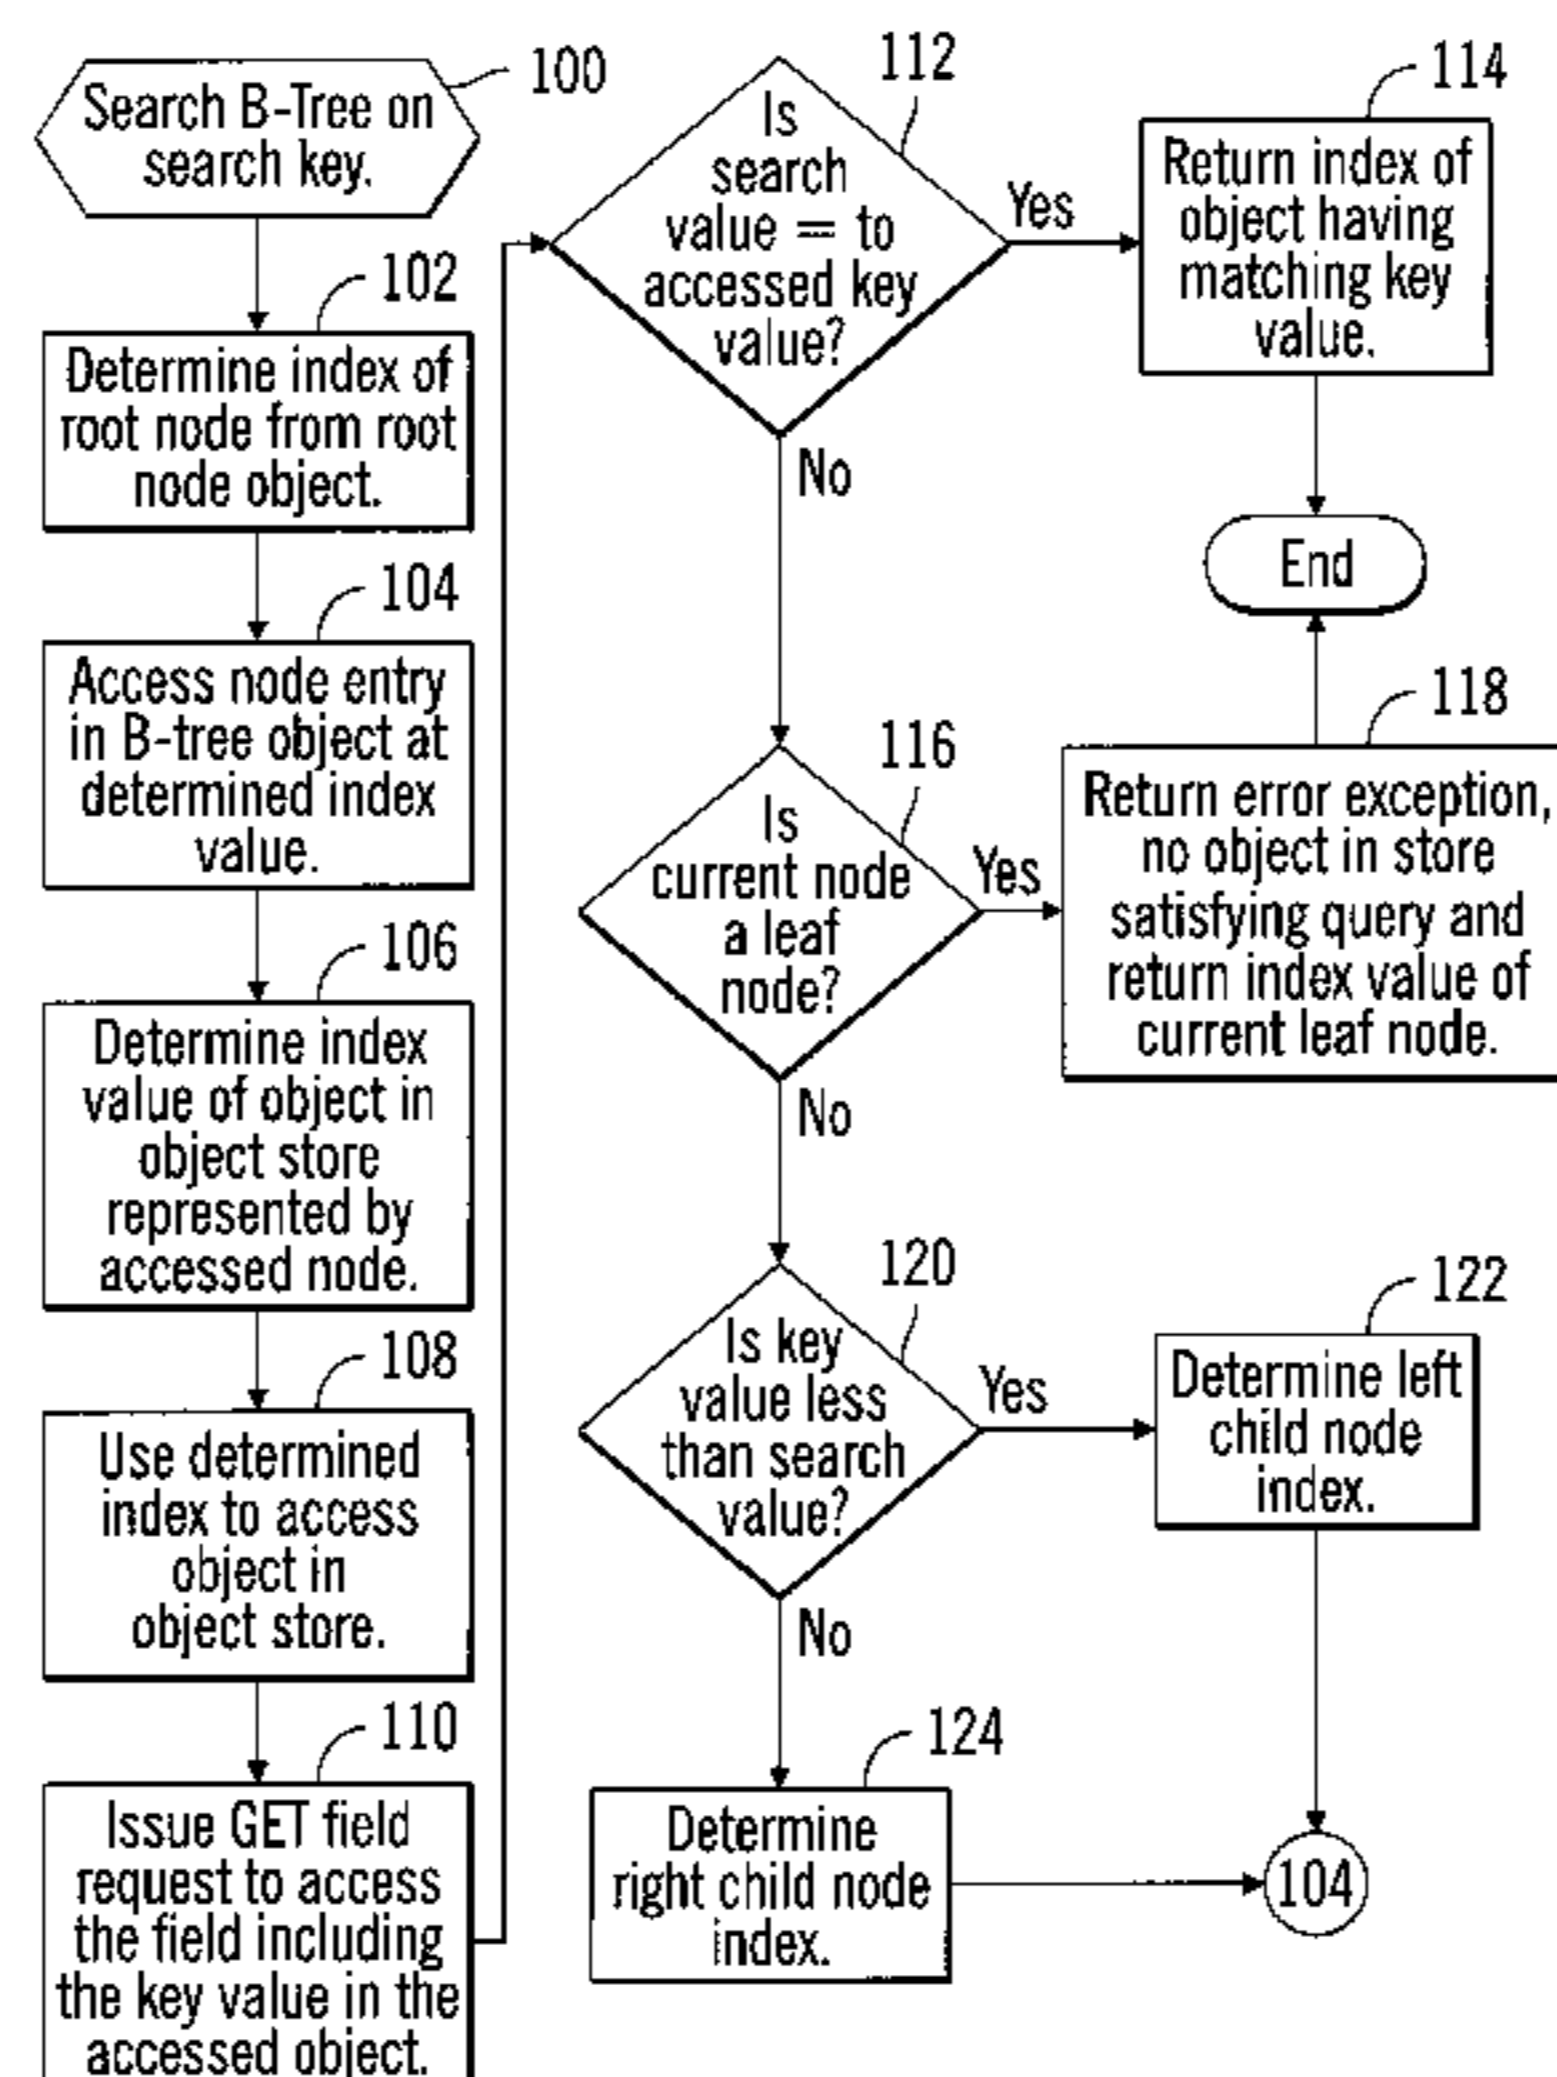 100
Search B-Tree on
search key.
102
Determine index of
root node from root
node object.
104
Access node entry
in B-tree object at
determined index
value.
106
Determine index
value of object in
object store
represented by
accessed node.
108
Use determined
index to access
object in
object store.
110
Issue GET field
request to access
the field including
the key value in the
accessed object.
112
Is
search
value = to
accessed key
value?
Yes
No
114
Return index of
object having
matching key
value.
End
116
Is
current node
a leaf
node?
Yes
No
118
Return error exception,
no object in store
satisfying query and
return index value of
current leaf node.
120
Is key
value less
than search
value?
Yes
No
122
Determine left
child node
index.
124
Determine
right child node
index.
104